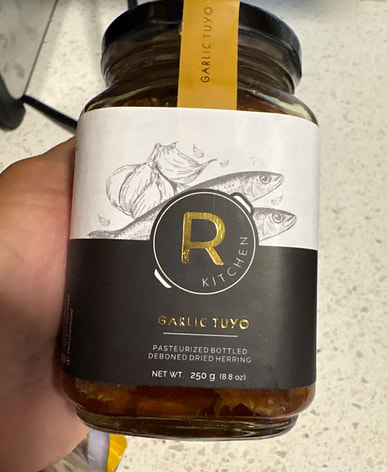 GARLIC TUYO
R
KITCHEN
GARLIC TUYO
PASTEURIZED BOTTLED
DEBONED DRIED HERRING
NET WT. 250 g (8.8 oz)